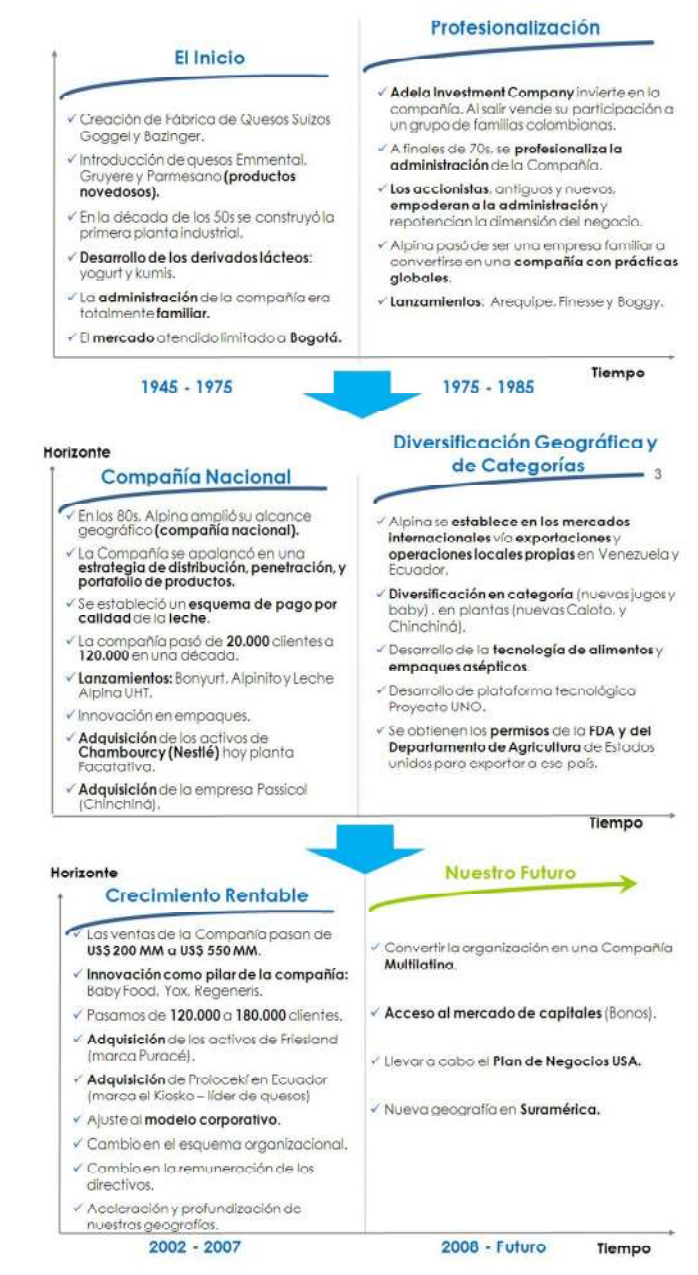 El Inicio
✓ Creación de Fábrica de Quesos Suizos
Goggel y Bazinger.
✓ Introducción de quesos Emmental,
Gruyere y Parmesano (productos
novedosos).
✓ En la década de los 50s se construyó la
primera planta industrial.
✓ Desarrollo de los derivados lácteos:
yogurt y kumis.
✓ La administración de la compañía era
totalmente familiar.
✓ El mercado atendido limitado a Bogotá.
1945 - 1975
Profesionalización
✓ Adela Investment Company invierte en la
compañía. Al salir vende su participación a
un grupo de familias colombianas.
✓ A finales de 70s, se profesionaliza la
administración de la Compañía.
✓ Los accionistas, antiguos y nuevos,
empoderan a la administración y
repotencian la dimensión del negocio.
✓ Alpina pasó de ser una empresa familiar a
convertirse en una compañía con prácticas
globales.
✓ Lanzamientos: Arequipe, Finesse y Boggy.
Tiempo
1975 - 1985
Horizonte
Compañía Nacional
✓ En los 80s, Alpina amplió su alcance
geográfico (compañía nacional).
✓ La Compañía se apalancó en una
estrategia de distribución, penetración, y
portafolio de productos.
✓ Se estableció un esquema de pago por
calidad de la leche.
✓ La compañía pasó de 20.000 clientes a
120.000 en una década.
✓ Lanzamientos: Bonyurt, Alpinito y Leche
Alpina UHT.
✓ Innovación en empaques.
✓ Adquisición de los activos de
Chambourcy (Nestlé) hoy planta
Facatativa.
✓ Adquisición de la empresa Passicol
(Chinchiná).
Diversificación Geográfica y
de Categorías
3
✓ Alpina se establece en los mercados
internacionales vía exportaciones y
operaciones locales propias en Venezuela y
Ecuador.
✓ Diversificación en categoría (nuevas jugos y
baby) , en plantas (nuevas Caloto, y
Chinchiná).
✓ Desarrollo de la tecnología de alimentos y
empaques asépticos.
✓ Desarrollo de plataforma tecnológica
Proyecto UNO.
✓ Se obtienen los permisos de la FDA y del
Departamento de Agricultura de Estados
unidos para exportar a ese país.
Tiempo
Horizonte
Crecimiento Rentable
✓ Las ventas de la Compañía pasan de
US$ 200 MM a US$ 550 MM.
✓ Innovación como pilar de la compañía:
Baby Food, Yox, Regeneris.
✓ Pasamos de 120.000 a 180.000 clientes.
✓ Adquisición de los activos de Friesland
(marca Puracé).
✓ Adquisición de Proloceki en Ecuador
(marca el Kiosko – líder de quesos)
✓ Ajuste al modelo corporativo.
✓ Cambio en el esquema organizacional.
✓ Cambio en la remuneración de los
directivos.
✓ Aceleración y profundización de
nuestras geografías.
2002 - 2007
Nuestro Futuro
✓ Convertir la organización en una Compañía
Multilatina.
✓ Acceso al mercado de capitales (Bonos).
✓ Llevar a cabo el Plan de Negocios USA.
✓ Nueva geografía en Suramérica.
2008 - Futuro
Tiempo